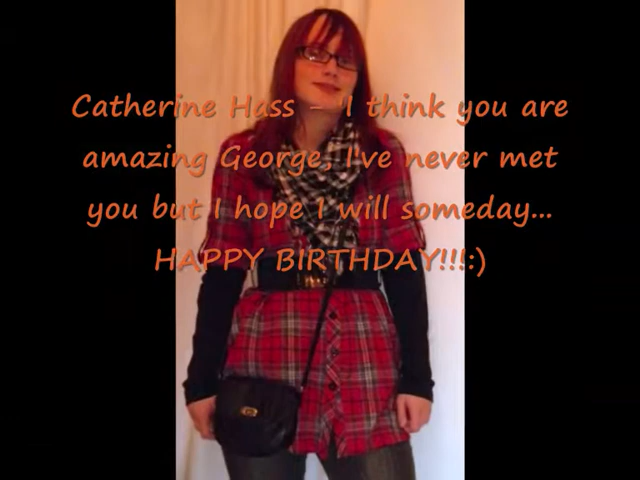 Catherine Hass - 'I think you are
amazing George, I've never met
you but I hope I will someday...
HAPPY BIRTHDAY!!!:)